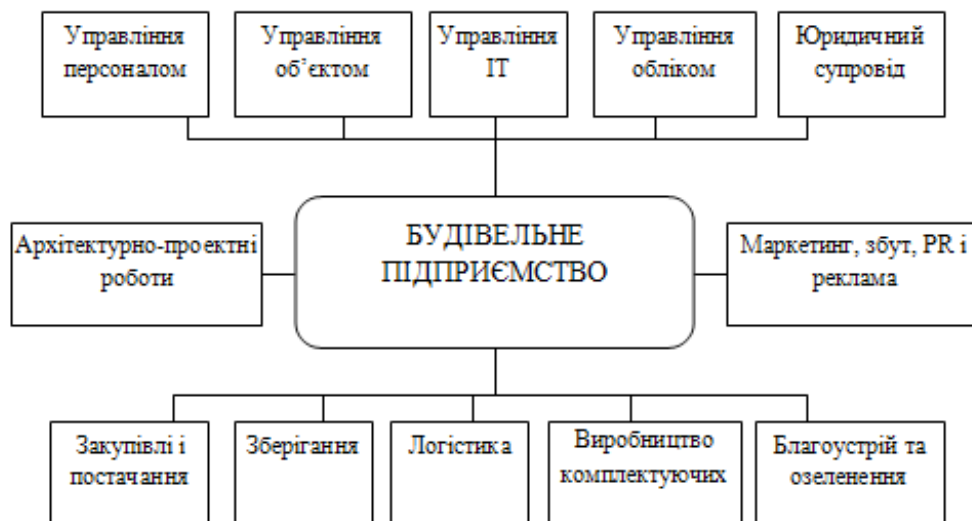 Управління
персоналом
Управління
об’єктом
Управління
ІТ
Управління
обліком
Юридичний
супровід
Архітектурно-проектні
роботи
БУДІВЕЛЬНЕ
ПІДПРИЄМСТВО
Маркетинг, збут, PR і
реклама
Закупівлі і
постачання
Зберігання
Логістика
Виробництво
комплектуючих
Благоустрій та
озеленення